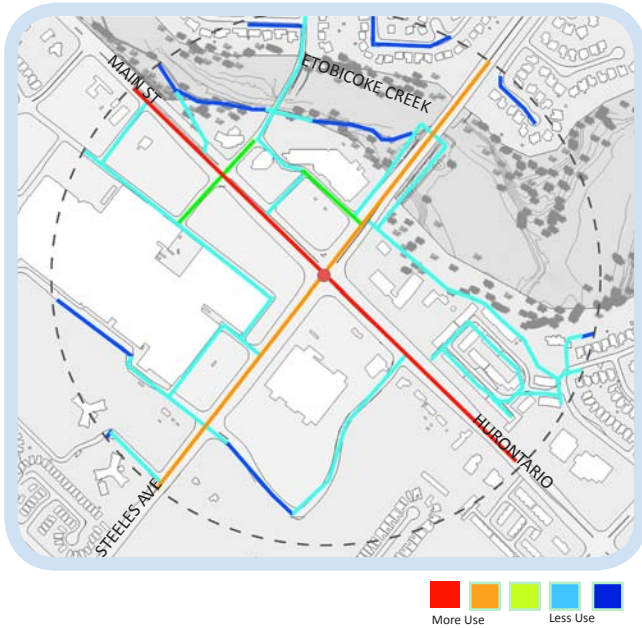 MAIN ST
ETOBICOKE CREEK
HURONTARIO
STEELES AVE
More Use
Less Use